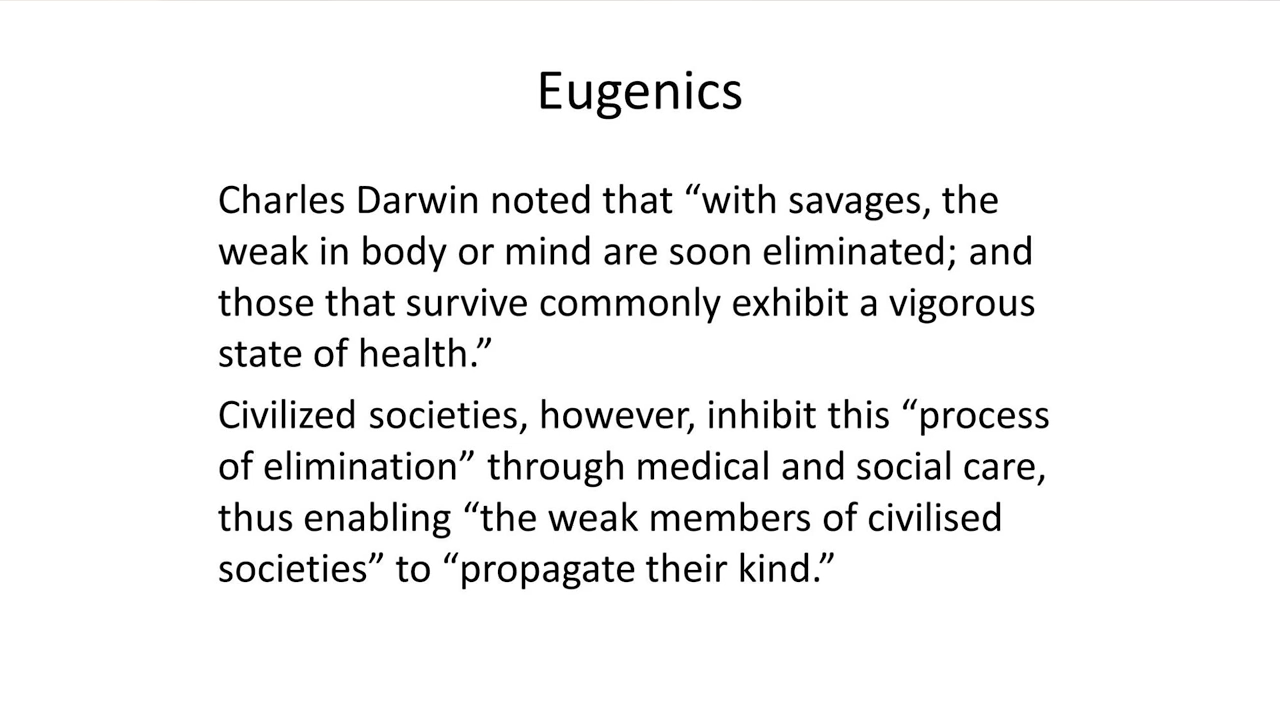 Eugenics
Charles Darwin noted that “with savages, the
weak in body or mind are soon eliminated; and
those that survive commonly exhibit a vigorous
state of health.”
Civilized societies, however, inhibit this “process
of elimination” through medical and social care,
thus enabling “the weak members of civilised
societies” to “propagate their kind.”